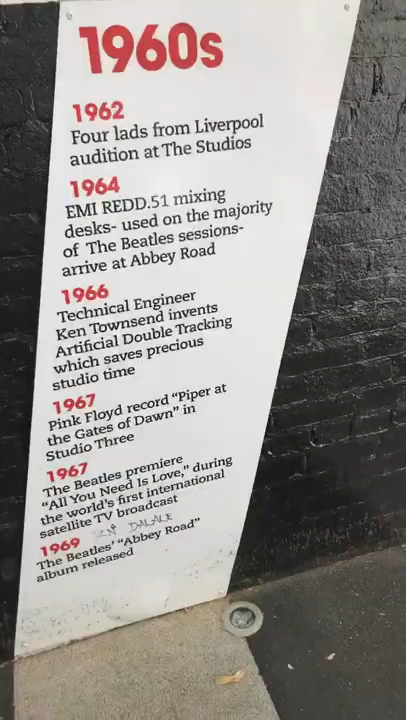 1960s
1962
Four lads from Liverpool
audition at The Studios
1964
EMI REDD.51 mixing
desks- used on the majority
of The Beatles sessions-
arrive at Abbey Road
1966
Technical Engineer
Ken Townsend invents
Artificial Double Tracking
which saves precious
studio time
1967
Pink Floyd record “Piper at
the Gates of Dawn” in
Studio Three
1967
The Beatles premiere
“All You Need Is Love,” during
the world's first international
satellite TV broadcast
1969
The Beatles' “Abbey Road”
album released